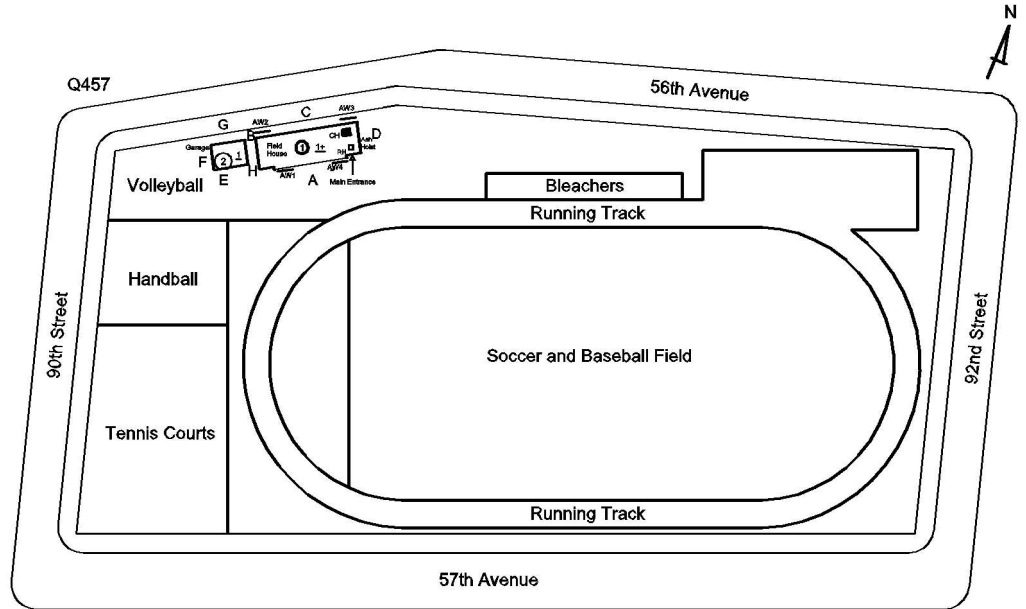 N
Q457
56th Avenue
G
C
AW2
AW3
B
D
Garage
CH
Ash
Hoist
F
2
1
Field
House
1
1+
RH
E
H
AW1
A
AW4
Main Entrance
Volleyball
Bleachers
Running Track
Handball
90th Street
Soccer and Baseball Field
92nd Street
Tennis Courts
Running Track
57th Avenue